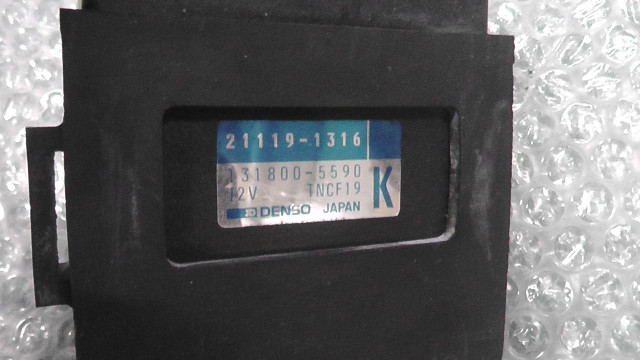 21119-1316
131800-5590
12V TNCF19
K
DENSO JAPAN